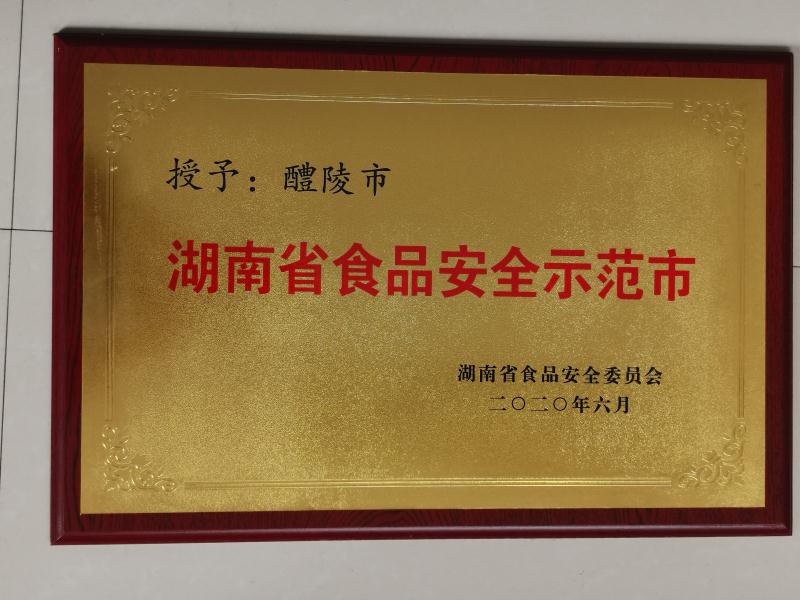 授予：醴陵市
湖南省食品安全示范市
湖南省食品安全委员会
二〇二〇年六月